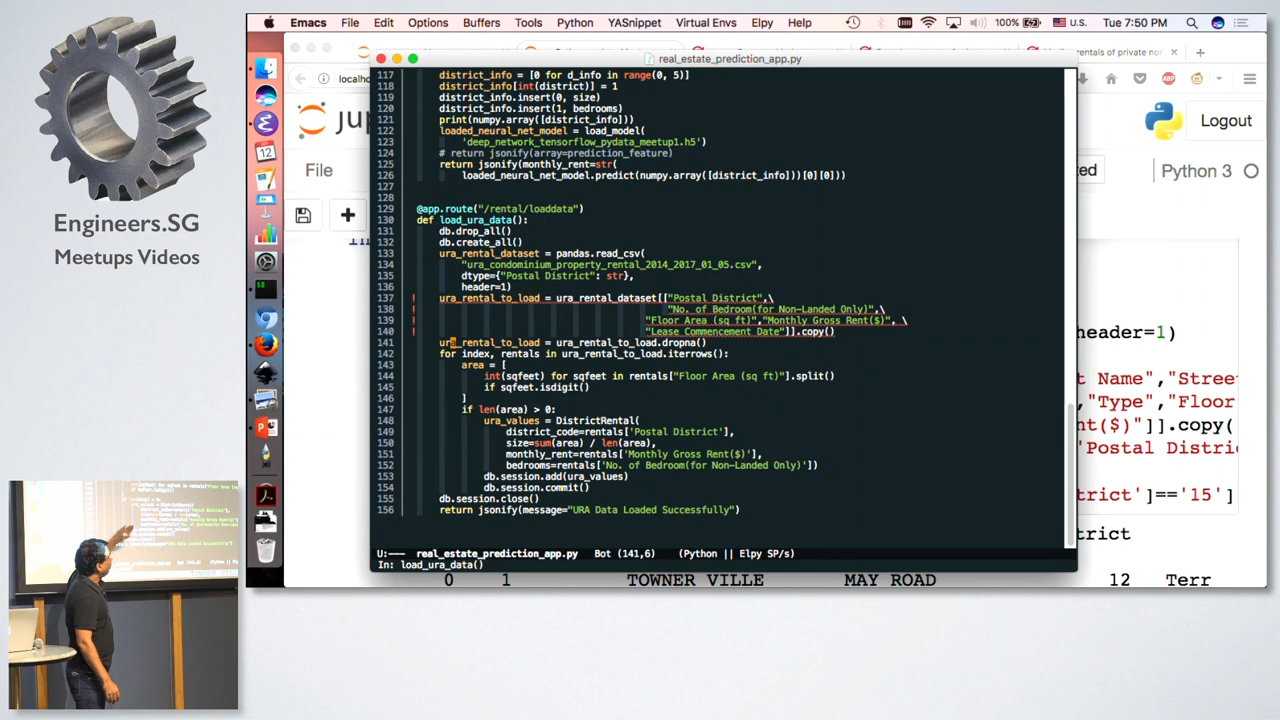 Engineers.SG
Meetups Videos
Emacs File Edit Options Buffers Tools Python YASnippet Virtual Envs Elpy Help 100% U.S. Tue 7:50 PM
real_estate_prediction_app.py
localho
rentals of private nor
jup
Logout
File
ted
Python 3
117 district_info = [0 for d_info in range(0, 5)]
118 district_info[int(district)] = 1
119 district_info.insert(0, size)
120 district_info.insert(1, bedrooms)
121 print(numpy.array([district_info]))
122 loaded_neural_net_model = load_model(
123 'deep_network_tensorflow_pydata_meetup1.h5')
124 # return jsonify(array=prediction_feature)
125 return jsonify(monthly_rent=str(
126 loaded_neural_net_model.predict(numpy.array([district_info]))[0][0]))
127
128
129 @app.route("/rental/loaddata")
130 def load_ura_data():
131 db.drop_all()
132 db.create_all()
133 ura_rental_dataset = pandas.read_csv(
134 "ura_condominium_property_rental_2014_2017_01_05.csv",
135 dtype={"Postal District": str},
136 header=1)
137 ! ura_rental_to_load = ura_rental_dataset[["Postal District",\
138 ! "No. of Bedroom(for Non-Landed Only)",\
139 ! "Floor Area (sq ft)","Monthly Gross Rent($)", \
140 ! "Lease Commencement Date"]].copy()
141 ura_rental_to_load = ura_rental_to_load.dropna()
142 for index, rentals in ura_rental_to_load.iterrows():
143 area = [
144 int(sqfeet) for sqfeet in rentals["Floor Area (sq ft)"].split()
145 if sqfeet.isdigit()
146 ]
147 if len(area) > 0:
148 ura_values = DistrictRental(
149 district_code=rentals['Postal District'],
150 size=sum(area) / len(area),
151 monthly_rent=rentals['Monthly Gross Rent($)'],
152 bedrooms=rentals['No. of Bedroom(for Non-Landed Only)'])
153 db.session.add(ura_values)
154 db.session.commit()
155 db.session.close()
156 return jsonify(message="URA Data Loaded Successfully")
U:--- real_estate_prediction_app.py Bot (141,6) (Python || Elpy SP/s)
In: load_ura_data()
header=1)
t Name","Stree
,"Type","Floor
nt($)"]].copy(
'Postal Distri
trict']=='15']
trict
0 1 TOWNER VILLE MAY ROAD 12 Terr